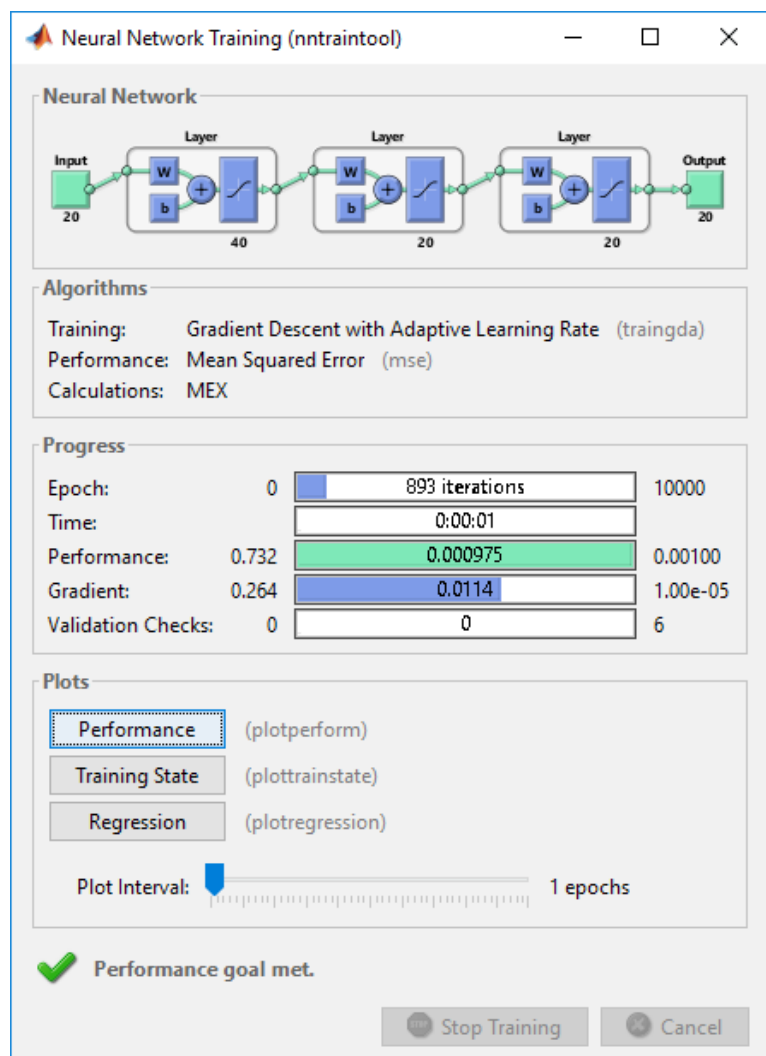 Neural Network Training (nntraintool)
Neural Network
Layer Layer Layer
Input Output
W W W
b b b
20 20
40 20 20
Algorithms
Training: Gradient Descent with Adaptive Learning Rate (traingda)
Performance: Mean Squared Error (mse)
Calculations: MEX
Progress
Epoch: 0 893 iterations 10000
Time: 0:00:01
Performance: 0.732 0.000975 0.00100
Gradient: 0.264 0.0114 1.00e-05
Validation Checks: 0 0 6
Plots
Performance (plotperform)
Training State (plottrainstate)
Regression (plotregression)
Plot Interval: 1 epochs
Performance goal met.
STOP Stop Training Cancel